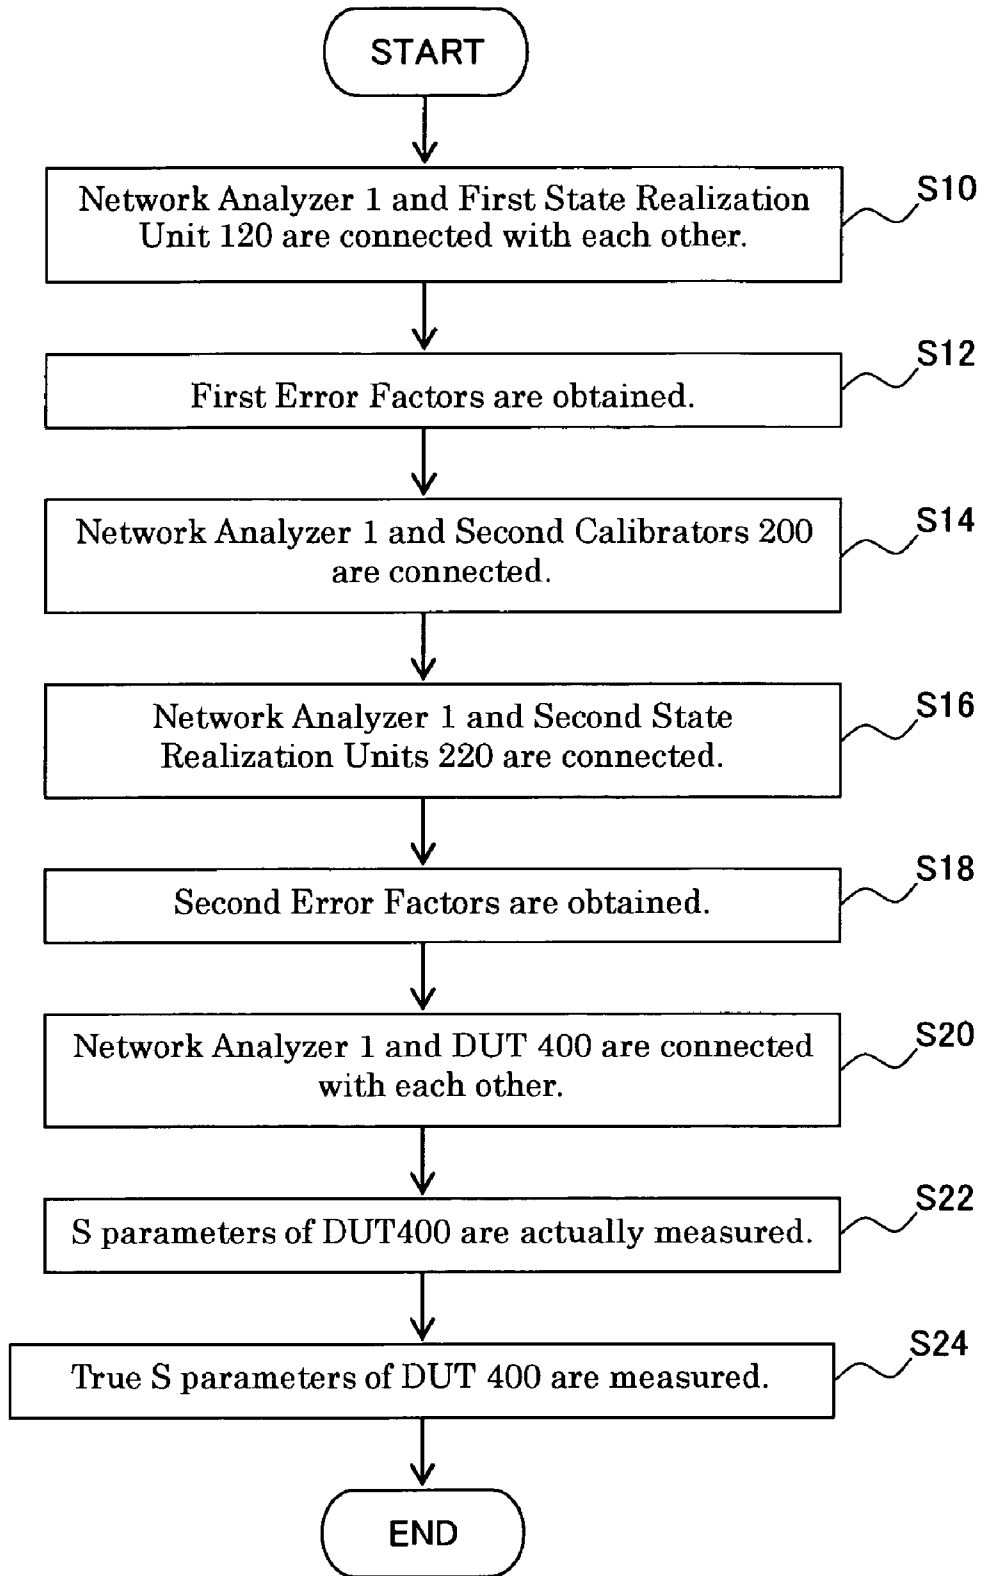 START
Network Analyzer 1 and First State Realization
Unit 120 are connected with each other.
S10
First Error Factors are obtained.
S12
Network Analyzer 1 and Second Calibrators 200
are connected.
S14
Network Analyzer 1 and Second State
Realization Units 220 are connected.
S16
Second Error Factors are obtained.
S18
Network Analyzer 1 and DUT 400 are connected
with each other.
S20
S parameters of DUT400 are actually measured.
S22
True S parameters of DUT 400 are measured.
S24
END